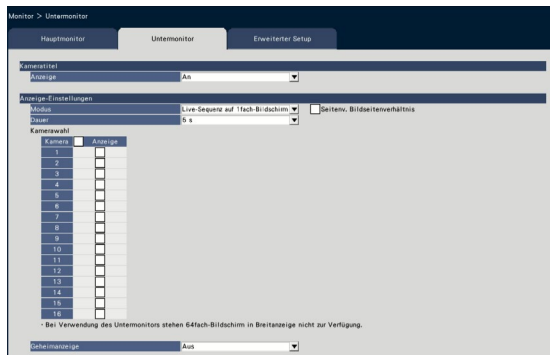 Monitor > Untermonitor
Hauptmonitor Untermonitor Erweiterter Setup
Kameratitel
Anzeige An
Anzeige-Einstellungen
Modus Live-Sequenz auf 1fach-Bildschirm Seitenv. Bildseitenverhältnis
Dauer 5 s
Kamerawahl
Kamera Anzeige
1
2
3
4
5
6
7
8
9
10
11
12
13
14
15
16
· Bei Verwendung des Untermonitors stehen 64fach-Bildschirm in Breitanzeige nicht zur Verfügung.
Geheimanzeige Aus